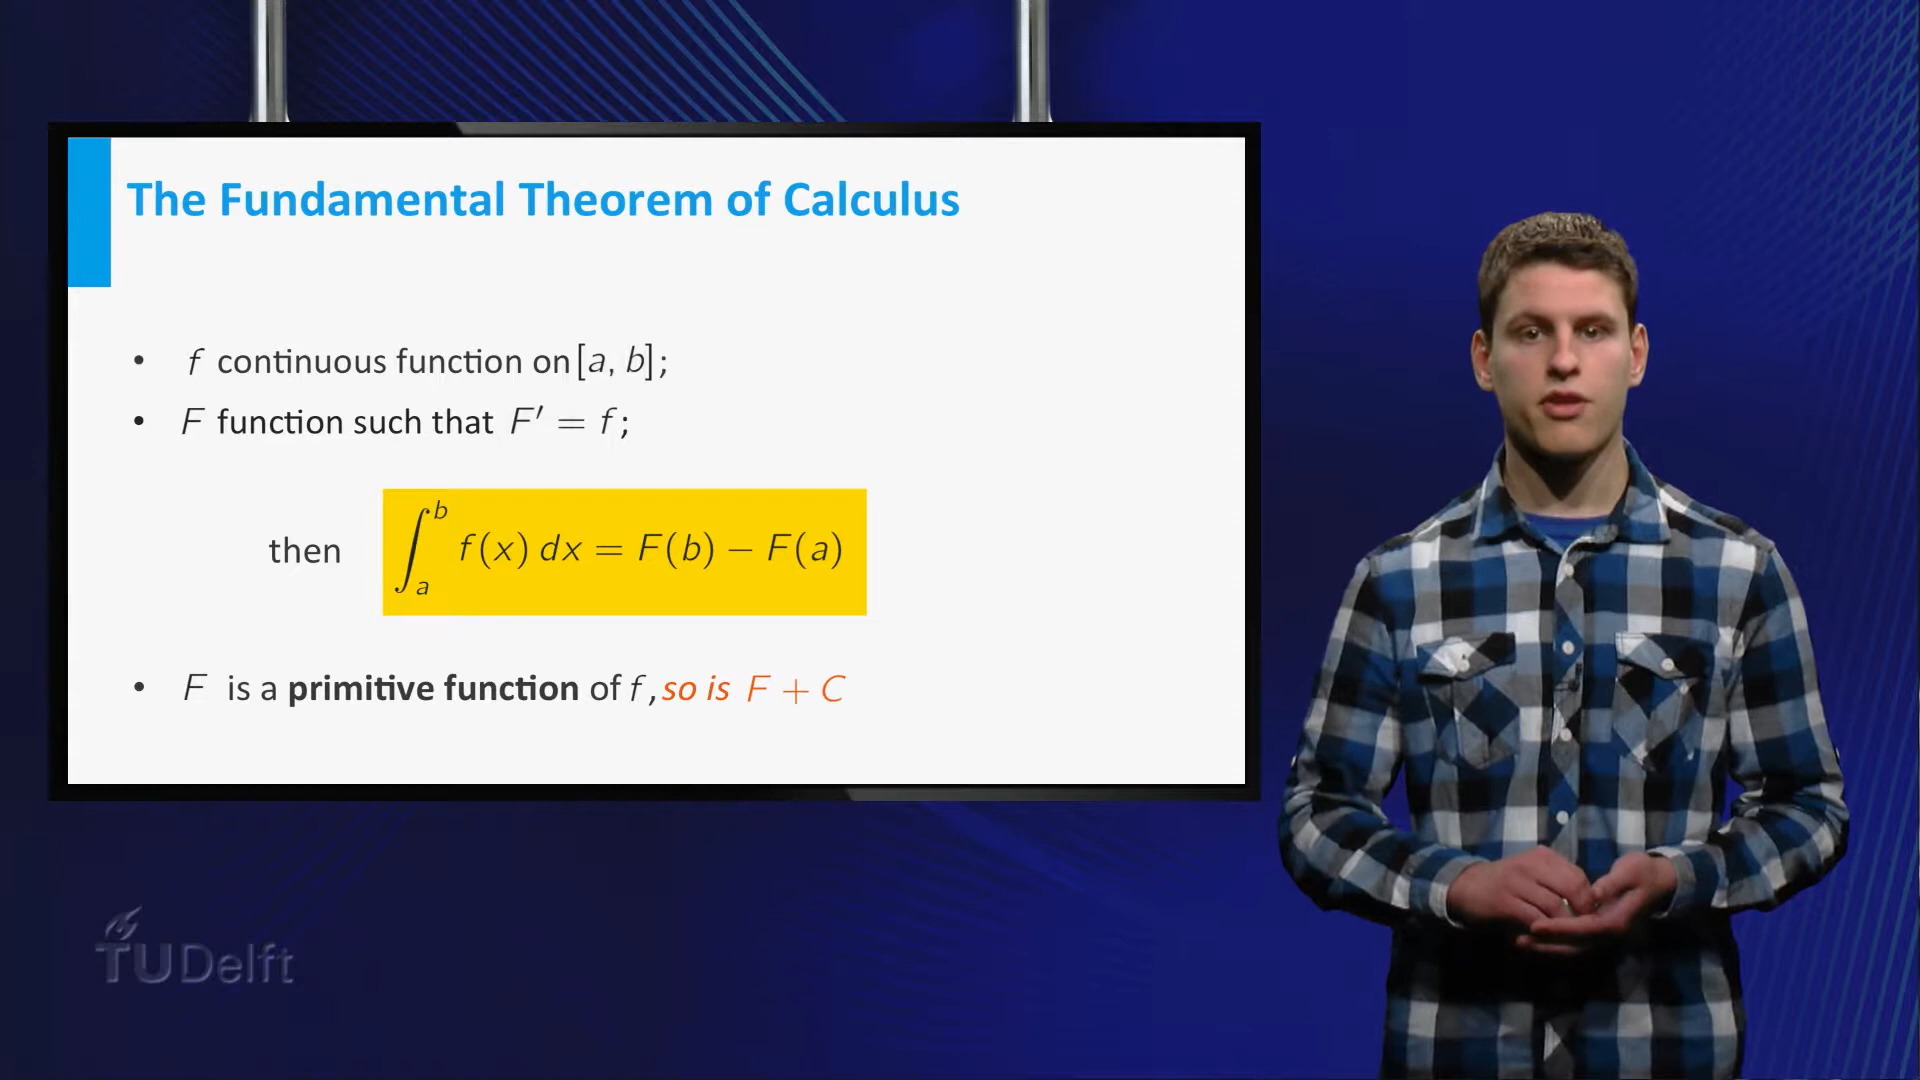 The Fundamental Theorem of Calculus
• f continuous function on [a, b];
• F function such that F′ = f;
then ∫_a^b f(x) dx = F(b) − F(a)
• F is a primitive function of f, so is F + C
TUDelft